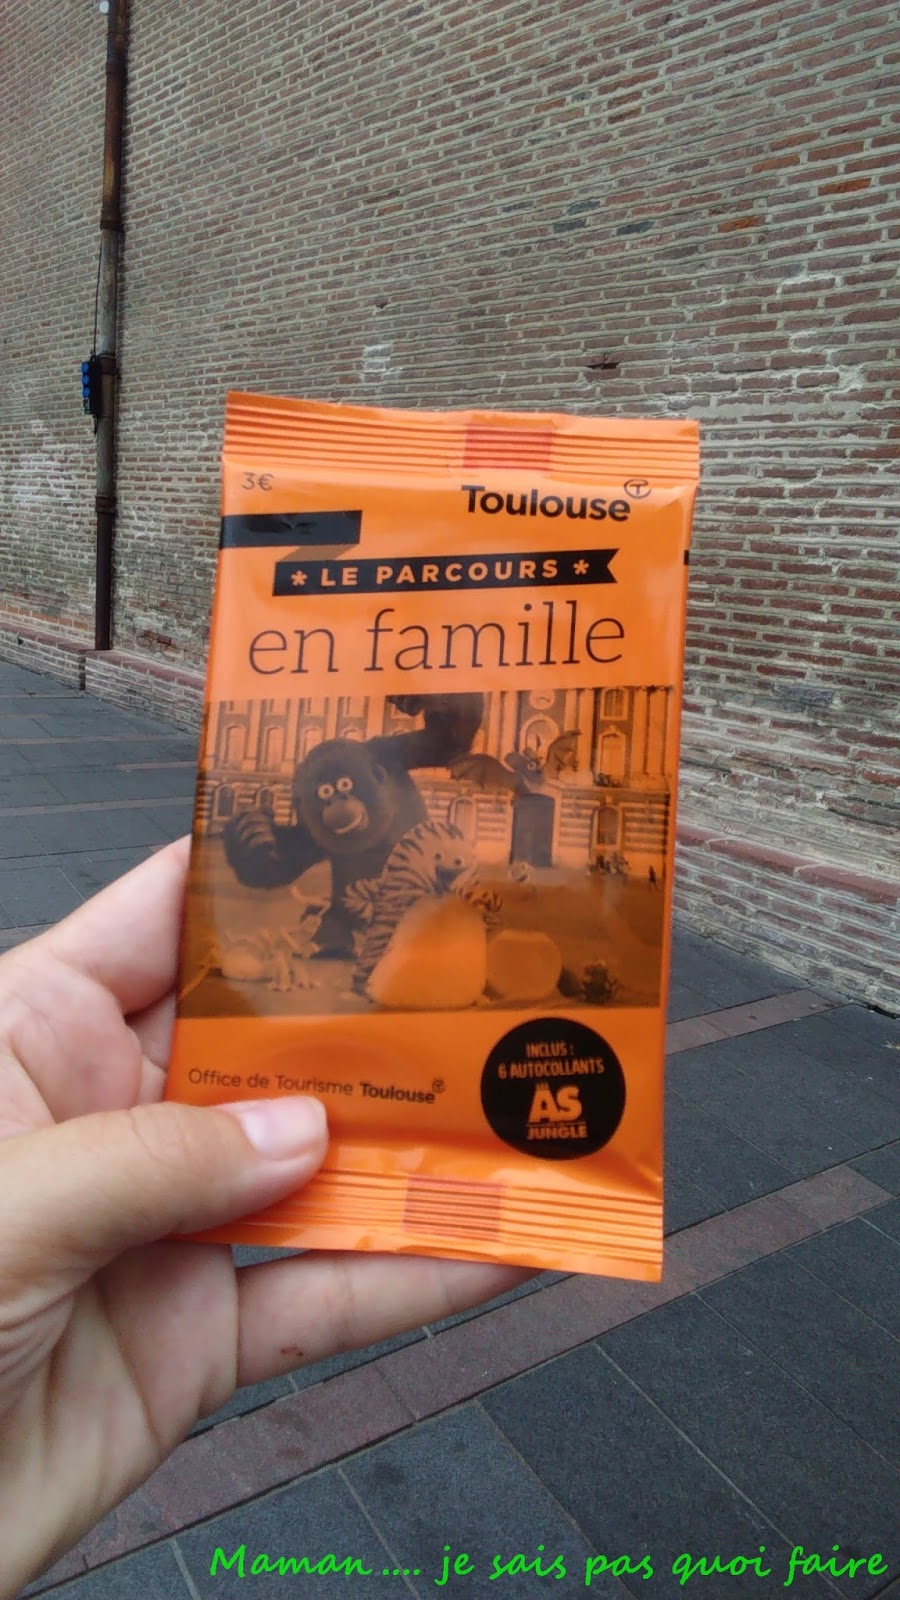 3€
Toulouse
* LE PARCOURS *
en famille
Office de Tourisme Toulouse
INCLUS :
6 AUTOCOLLANTS
AS
JUNGLE
Maman .... je sais pas quoi faire